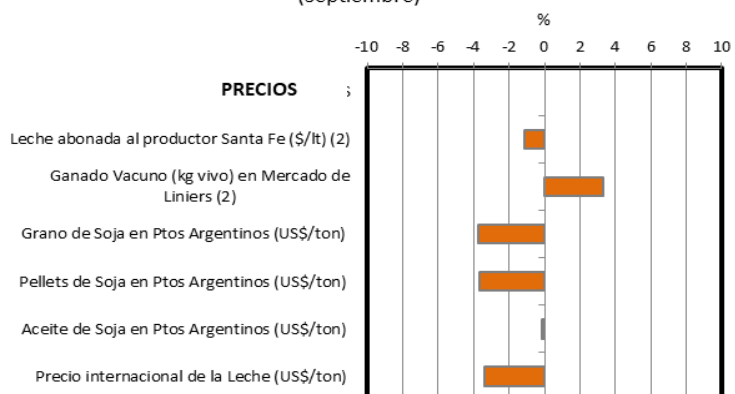 (septiembre)
%
-10 -8 -6 -4 -2 0 2 4 6 8 10
PRECIOS
Leche abonada al productor Santa Fe ($/lt) (2)
Ganado Vacuno (kg vivo) en Mercado de
Liniers (2)
Grano de Soja en Ptos Argentinos (US$/ton)
Pellets de Soja en Ptos Argentinos (US$/ton)
Aceite de Soja en Ptos Argentinos (US$/ton)
Precio internacional de la Leche (US$/ton)